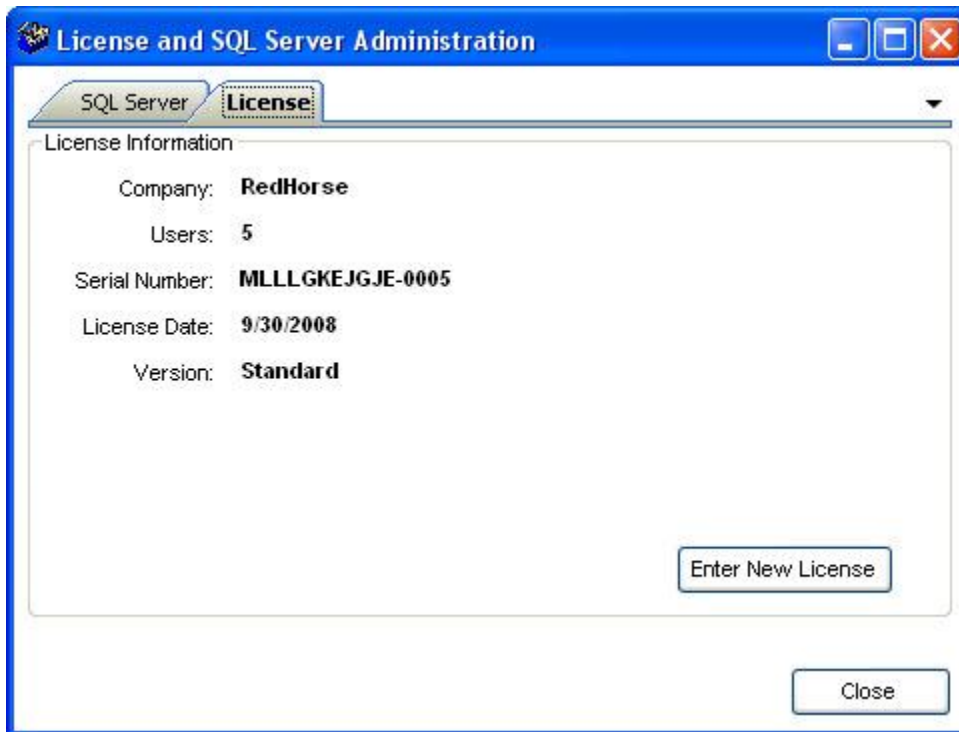 License and SQL Server Administration
SQL Server
License
License Information
Company: RedHorse
Users: 5
Serial Number: MLLLGKEJGJE-0005
License Date: 9/30/2008
Version: Standard
Enter New License
Close